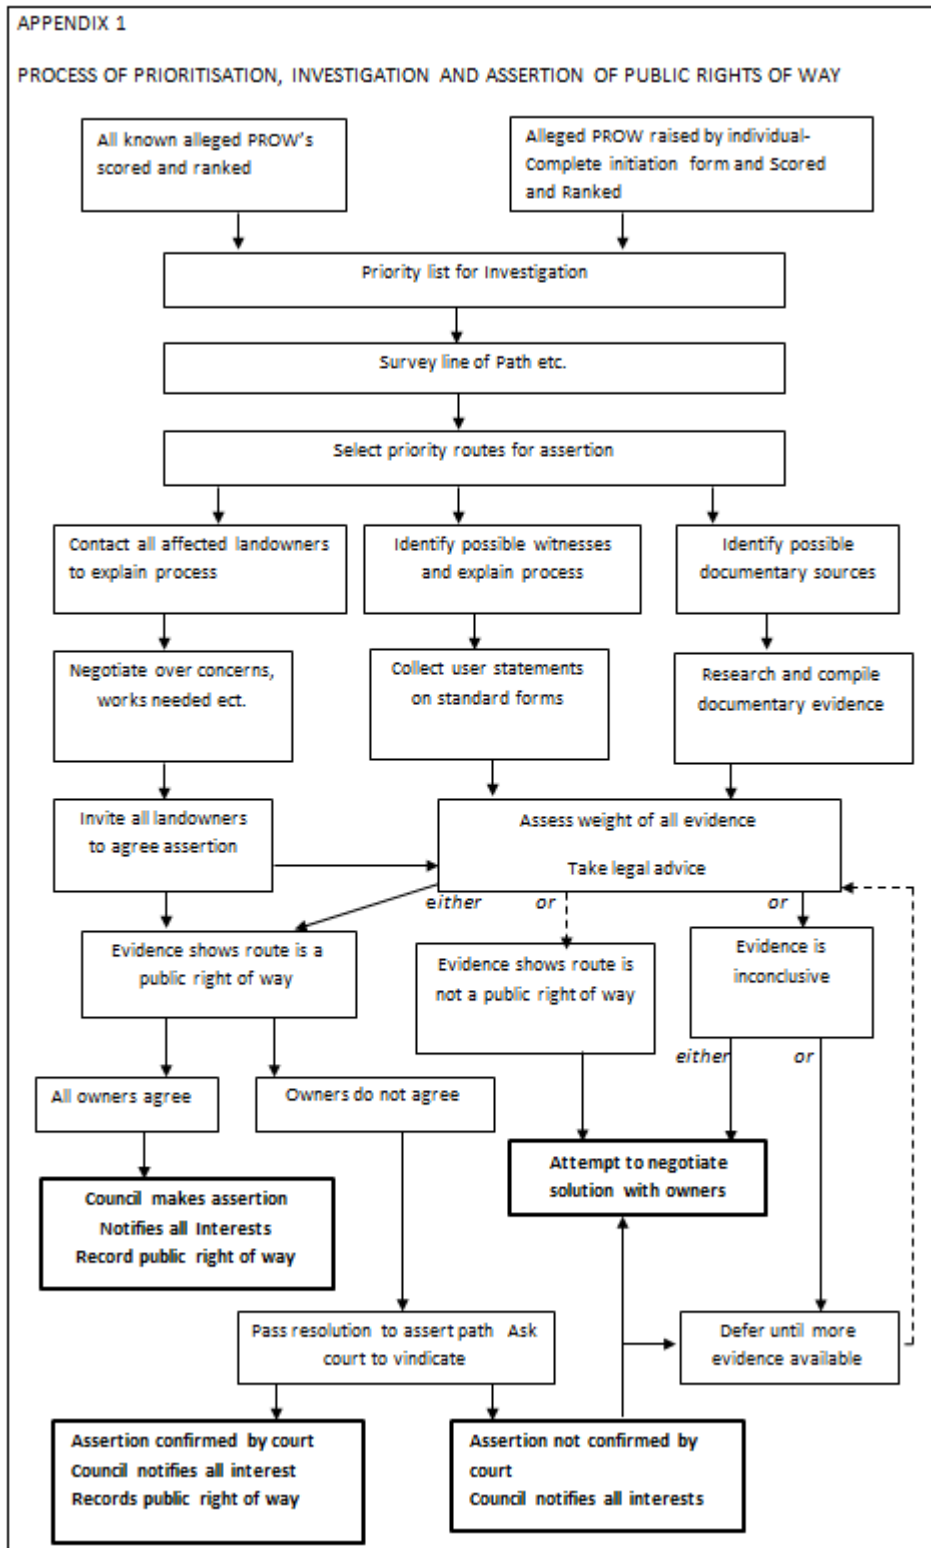 APPENDIX 1
PROCESS OF PRIORITISATION, INVESTIGATION AND ASSERTION OF PUBLIC RIGHTS OF WAY
All known alleged PROW's
scored and ranked
Alleged PROW raised by individual-
Complete initiation form and Scored
and Ranked
Priority list for Investigation
Survey line of Path etc.
Select priority routes for assertion
Contact all affected landowners
to explain process
Identify possible witnesses
and explain process
Identify possible
documentary sources
Negotiate over concerns,
works needed ect.
Collect user statements
on standard forms
Research and compile
documentary evidence
Invite all landowners
to agree assertion
Assess weight of all evidence
Take legal advice
either
or
or
Evidence shows route is a
public right of way
Evidence shows route is
not a public right of way
Evidence is
inconclusive
either
or
All owners agree
Owners do not agree
Attempt to negotiate
solution with owners
Council makes assertion
Notifies all Interests
Record public right of way
Pass resolution to assert path Ask
court to vindicate
Defer until more
evidence available
Assertion confirmed by court
Council notifies all interest
Records public right of way
Assertion not confirmed by
court
Council notifies all interests